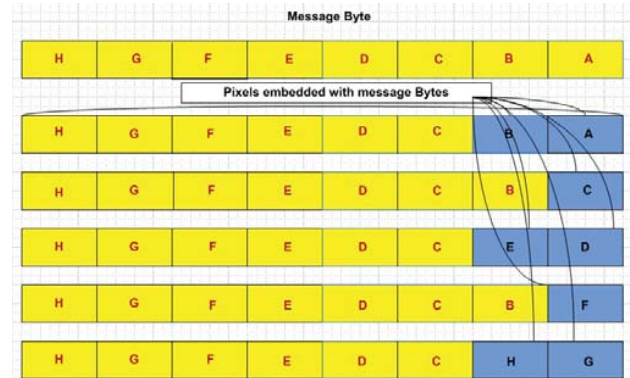 Message Byte
H G F E D C B A
Pixels embedded with message Bytes
H G F E D C B A
H G F E D C B C
H G F E D C E D
H G F E D C B F
H G F E D C H G